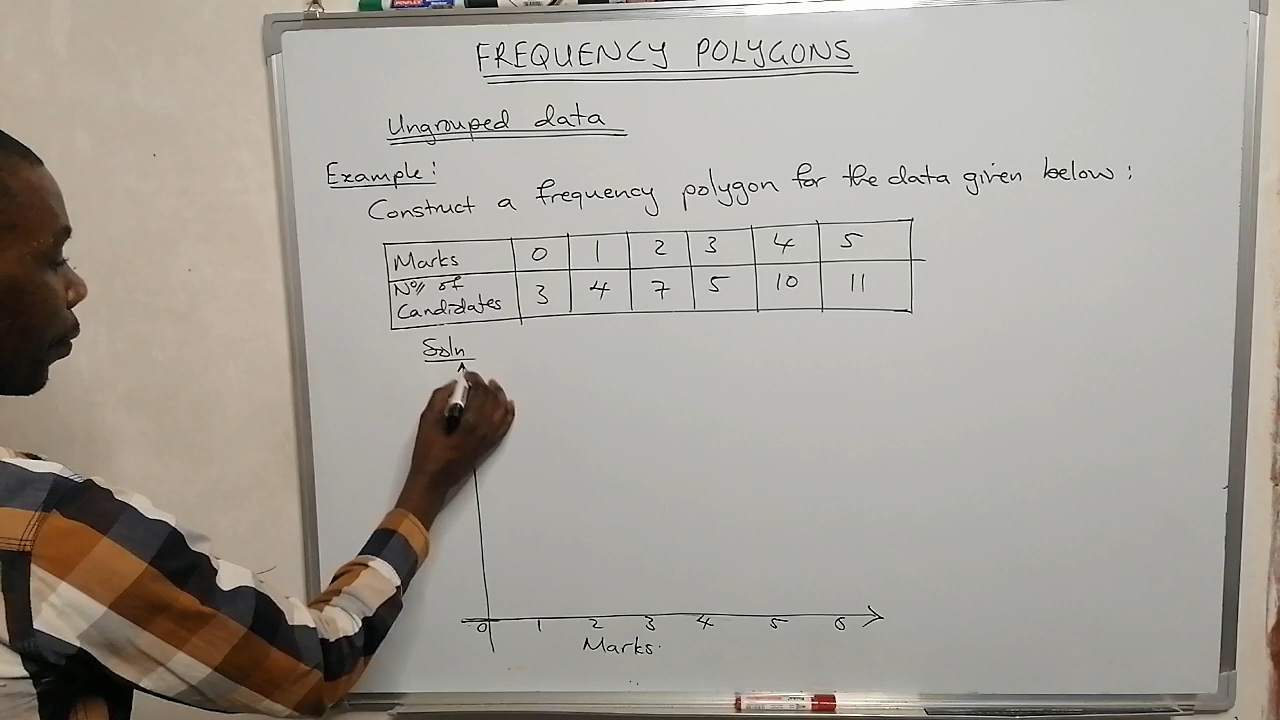 FREQUENCY POLYGONS
Ungrouped data
Example:
Construct a frequency polygon for the data given below:
Marks 0 1 2 3 4 5
No. of Candidates 3 4 7 5 10 11
Soln
0 1 2 3 4 5 6
Marks